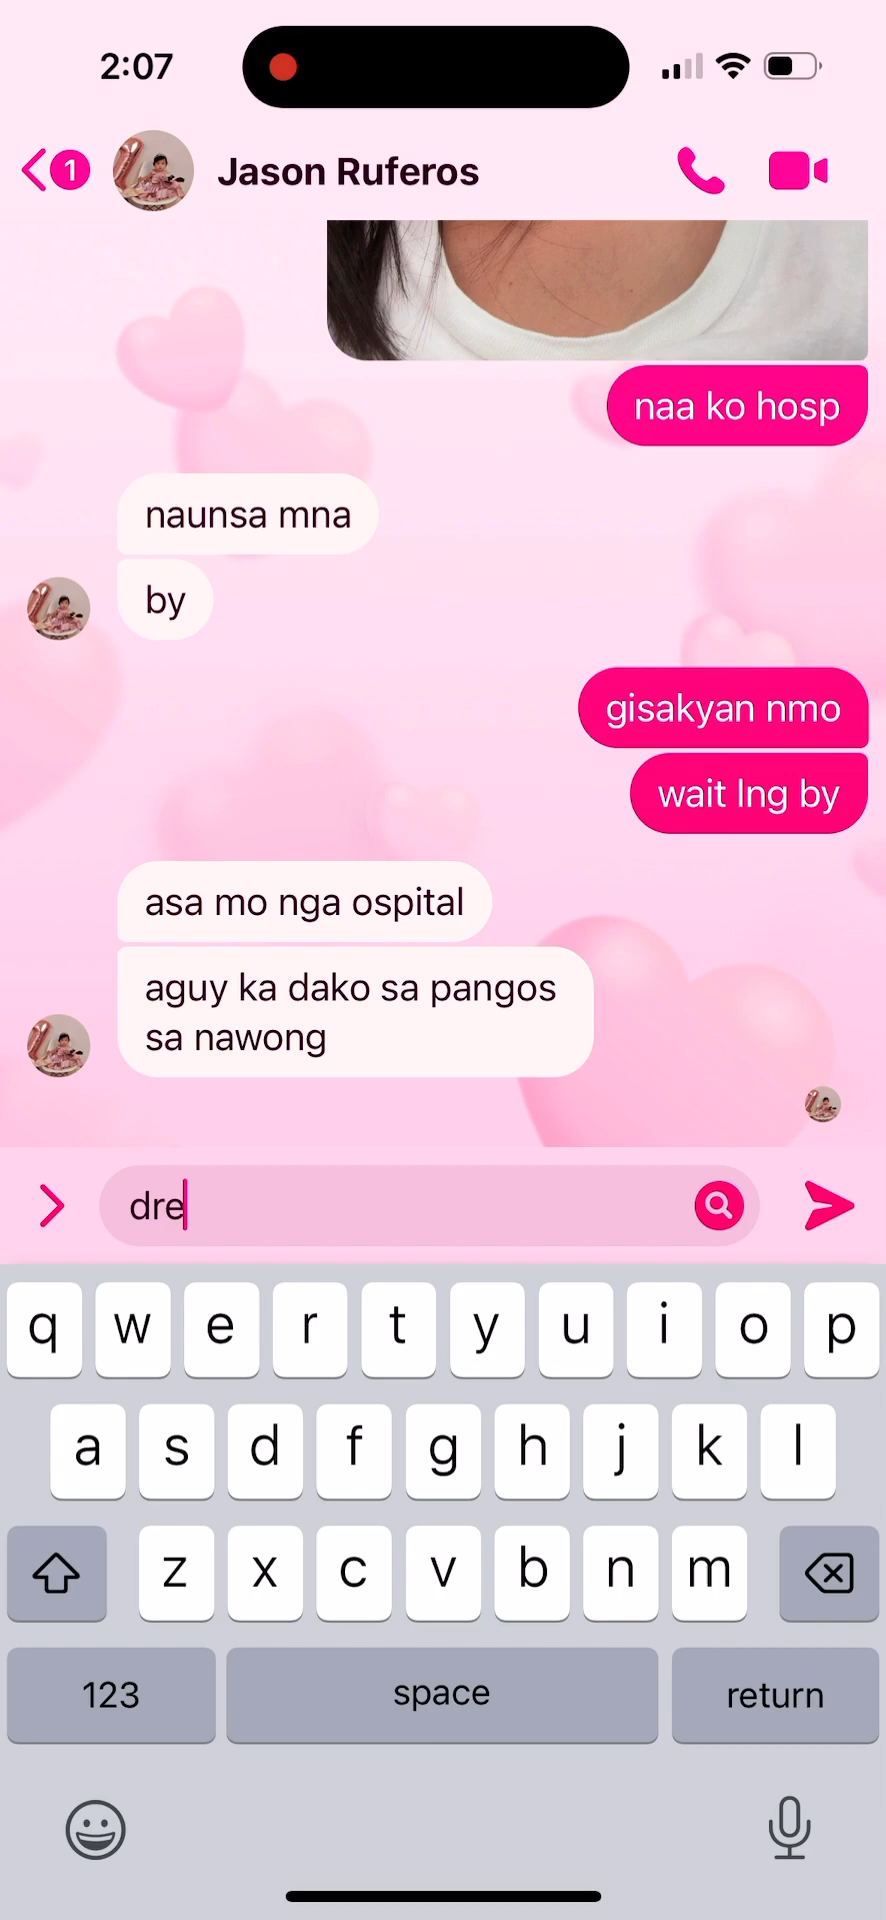 2:07
1
Jason Ruferos
naa ko hosp
naunsa mna
by
gisakyan nmo
wait lng by
asa mo nga ospital
aguy ka dako sa pangos
sa nawong
dre
q w e r t y u i o p
a s d f g h j k l
z x c v b n m
123 space return